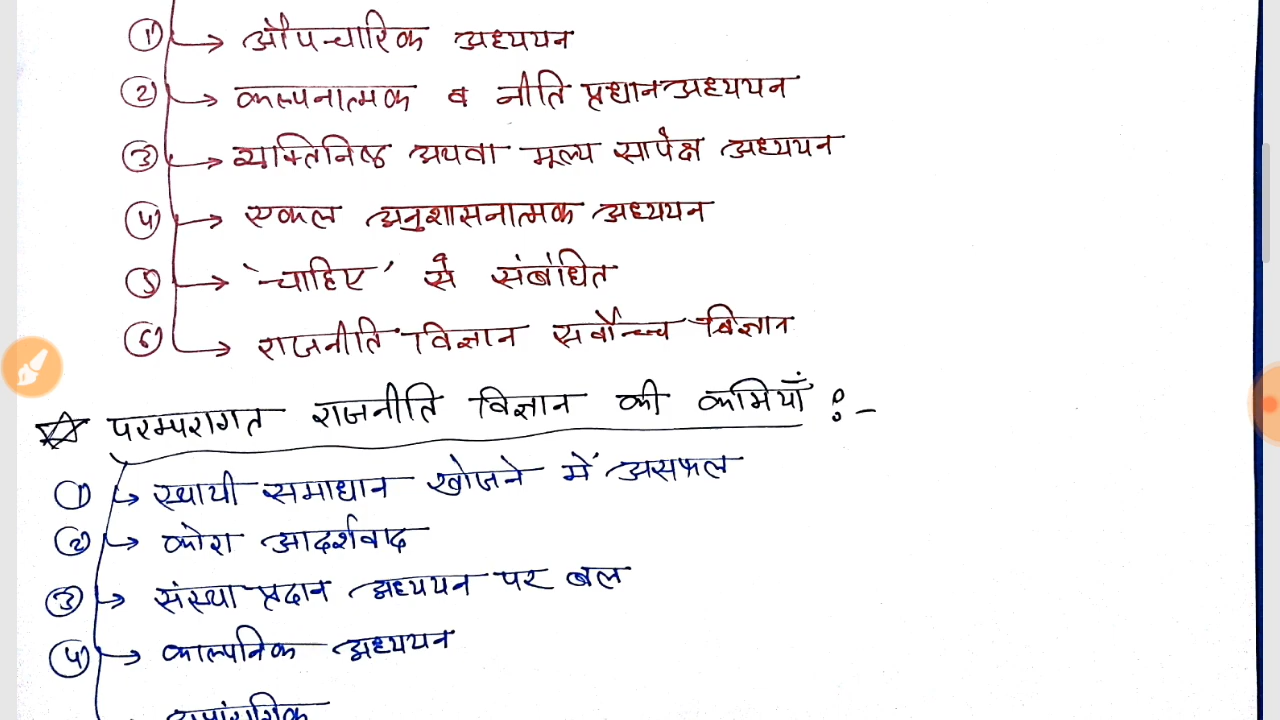 ① → औपचारिक अध्ययन
② → कल्पनात्मक व नीति प्रधान अध्ययन
③ → व्यक्तिनिष्ठ अथवा मूल्य सापेक्ष अध्ययन
④ → एकल अनुशासनात्मक अध्ययन
⑤ → 'चाहिए' से संबंधित
⑥ → राजनीति विज्ञान सर्वोच्च विज्ञान
☆ परम्परागत राजनीति विज्ञान की कमियाँ :-
① → स्थायी समाधान खोजने में असफल
② → कोरा आदर्शवाद
③ → संस्था प्रदान अध्ययन पर बल
④ → काल्पनिक अध्ययन